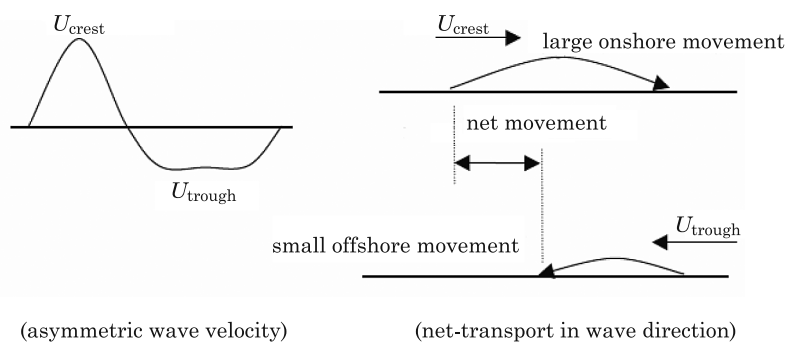 U_crest
U_trough
(asymmetric wave velocity)
U_crest
large onshore movement
net movement
U_trough
small offshore movement
(net-transport in wave direction)